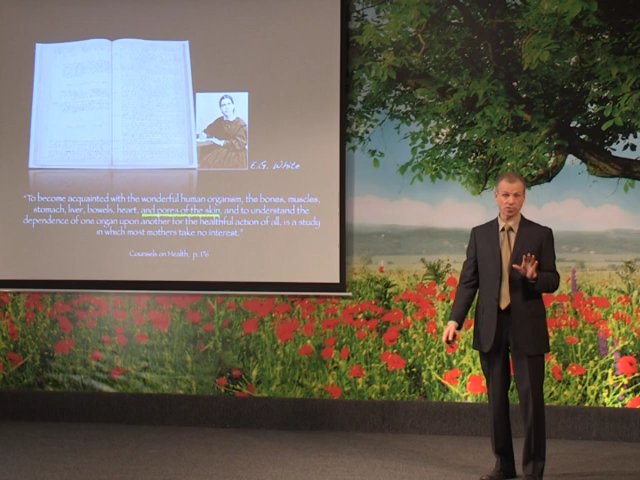 E.G. White
"To become acquainted with the wonderful human organism, the bones, muscles,
stomach, liver, bowels, heart, and pores of the skin, and to understand the
dependence of one organ upon another for the healthful action of all, is a study
in which most mothers take no interest."
Counsels on Health, p.